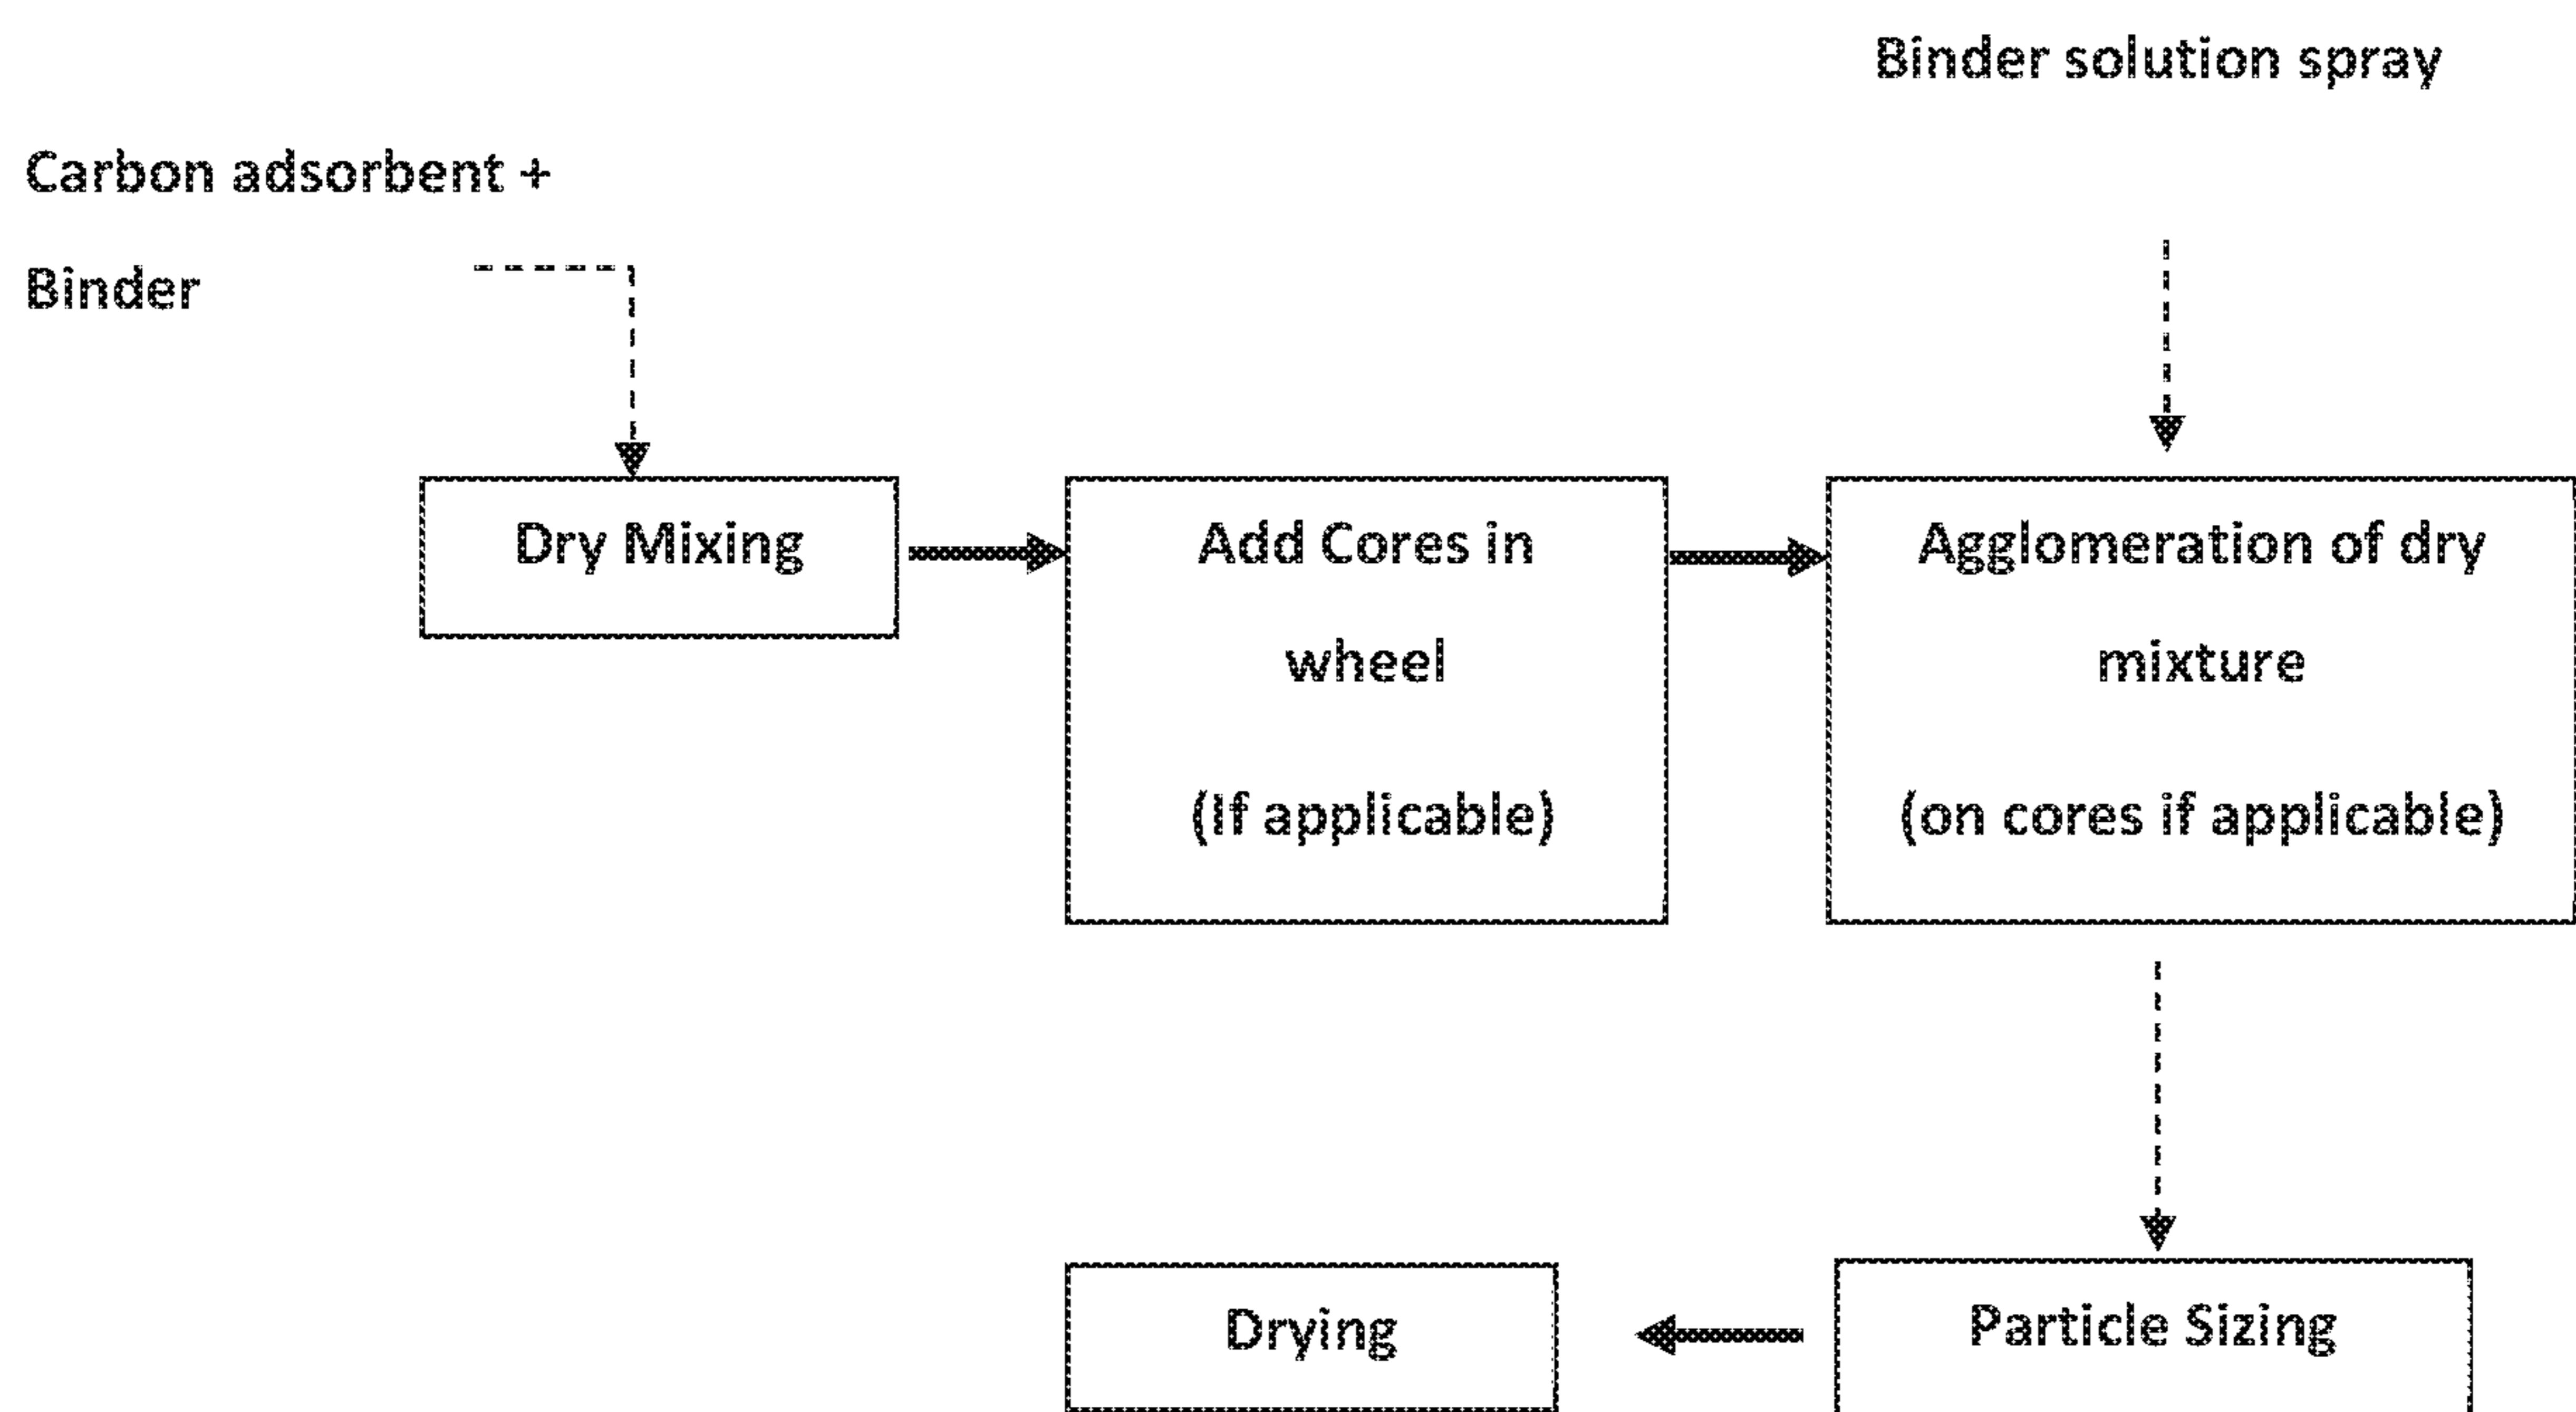 Binder solution spray
Carbon adsorbent +
Binder
Dry Mixing
Add Cores in
wheel
(If applicable)
Agglomeration of dry
mixture
(on cores if applicable)
Drying
Particle Sizing